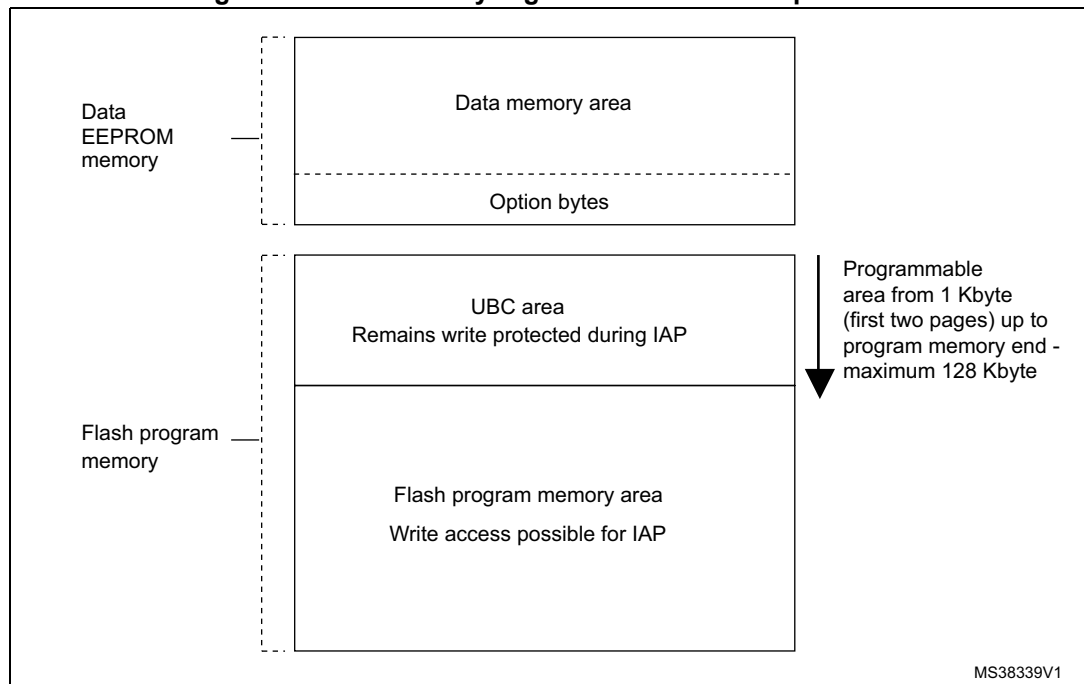 Data memory area
Data
EEPROM
memory
Option bytes
Programmable
area from 1 Kbyte
(first two pages) up to
program memory end -
maximum 128 Kbyte
UBC area
Remains write protected during IAP
Flash program
memory
Flash program memory area
Write access possible for IAP
MS38339V1